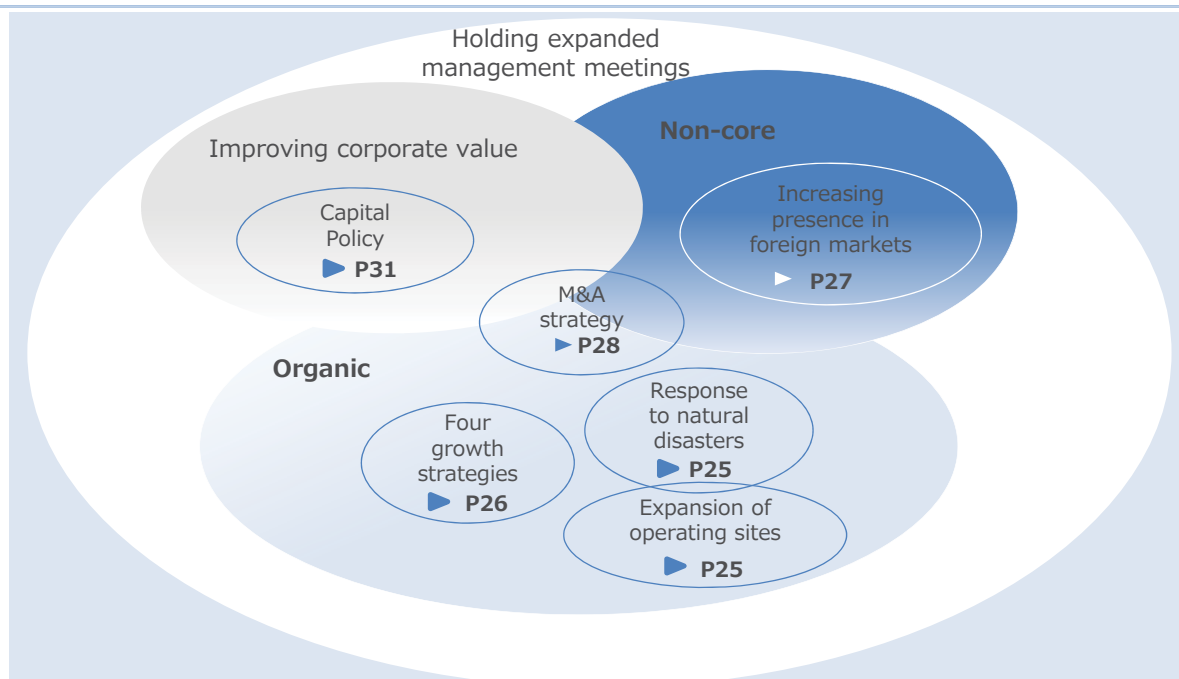 Holding expanded
management meetings
Improving corporate value
Non-core
Capital
Policy
P31
Increasing
presence in
foreign markets
P27
M&A
strategy
P28
Organic
Four
growth
strategies
P26
Response
to natural
disasters
P25
Expansion of
operating sites
P25